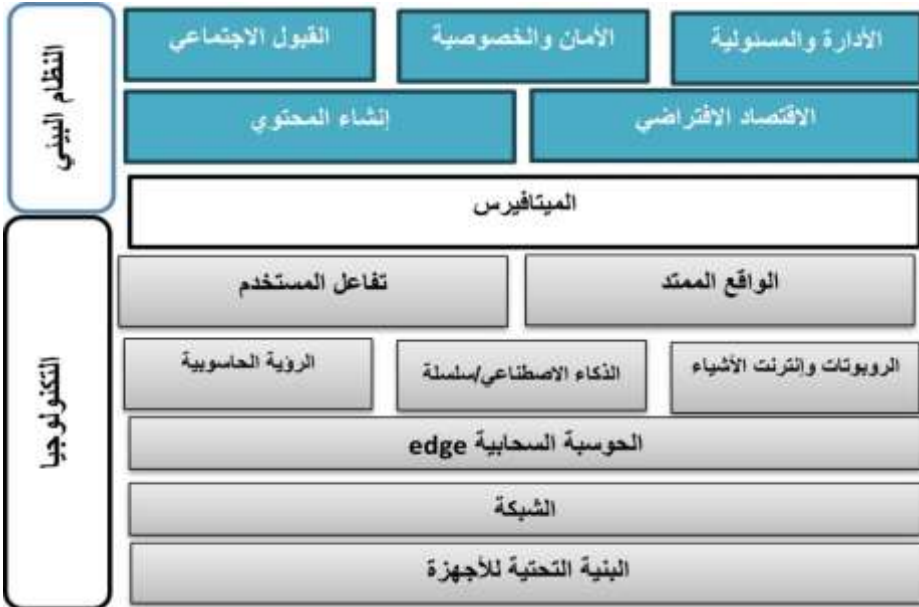 الأدارة والمسئولية
الأمان والخصوصية
القبول الاجتماعي
الاقتصاد الافتراضي
إنشاء المحتوي
النظام البيئي
الميتافيرس
الواقع الممتد
تفاعل المستخدم
الروبوتات وإنترنت الأشياء
الذكاء الاصطناعي/سلسلة
الرؤية الحاسوبية
الحوسبة السحابية edge
الشبكة
البنية التحتية للأجهزة
التكنولوجيا